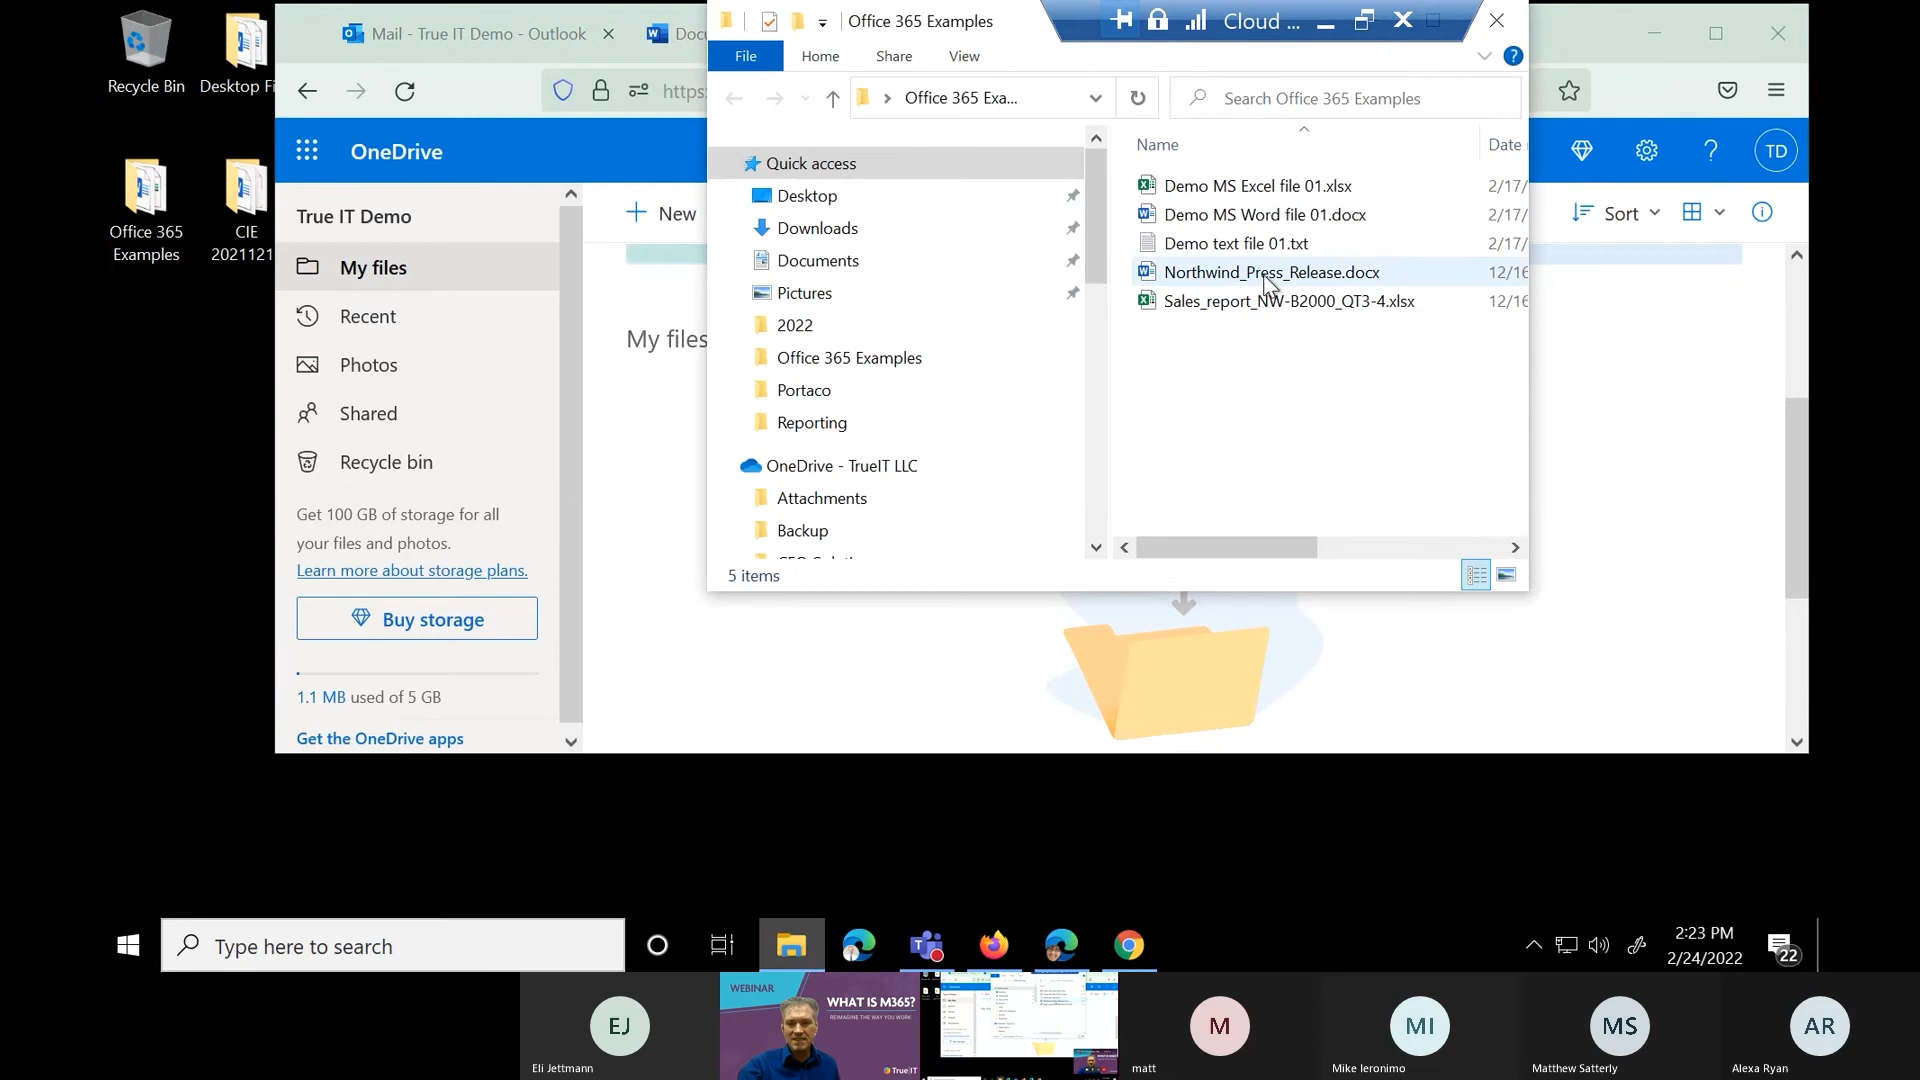 Recycle Bin
Desktop Fi
Office 365
Examples
CIE
2021121
Mail - True IT Demo - Outlook
Docu
https:
OneDrive
True IT Demo
My files
Recent
Photos
Shared
Recycle bin
Get 100 GB of storage for all
your files and photos.
Learn more about storage plans.
Buy storage
1.1 MB used of 5 GB
Get the OneDrive apps
New
Sort
TD
My files
Office 365 Examples
Cloud ...
File
Home
Share
View
Office 365 Exa...
Search Office 365 Examples
Quick access
Desktop
Downloads
Documents
Pictures
2022
Office 365 Examples
Portaco
Reporting
OneDrive - TrueIT LLC
Attachments
Backup
Name
Date
Demo MS Excel file 01.xlsx 2/17/
Demo MS Word file 01.docx 2/17/
Demo text file 01.txt 2/17/
Northwind_Press_Release.docx 12/16
Sales_report_NW-B2000_QT3-4.xlsx 12/16
5 items
Type here to search
2:23 PM
2/24/2022
22
EJ
Eli Jettmann
WEBINAR
WHAT IS M365?
REIMAGINE THE WAY YOU WORK
True IT
M
matt
MI
Mike Ieronimo
MS
Matthew Satterly
AR
Alexa Ryan